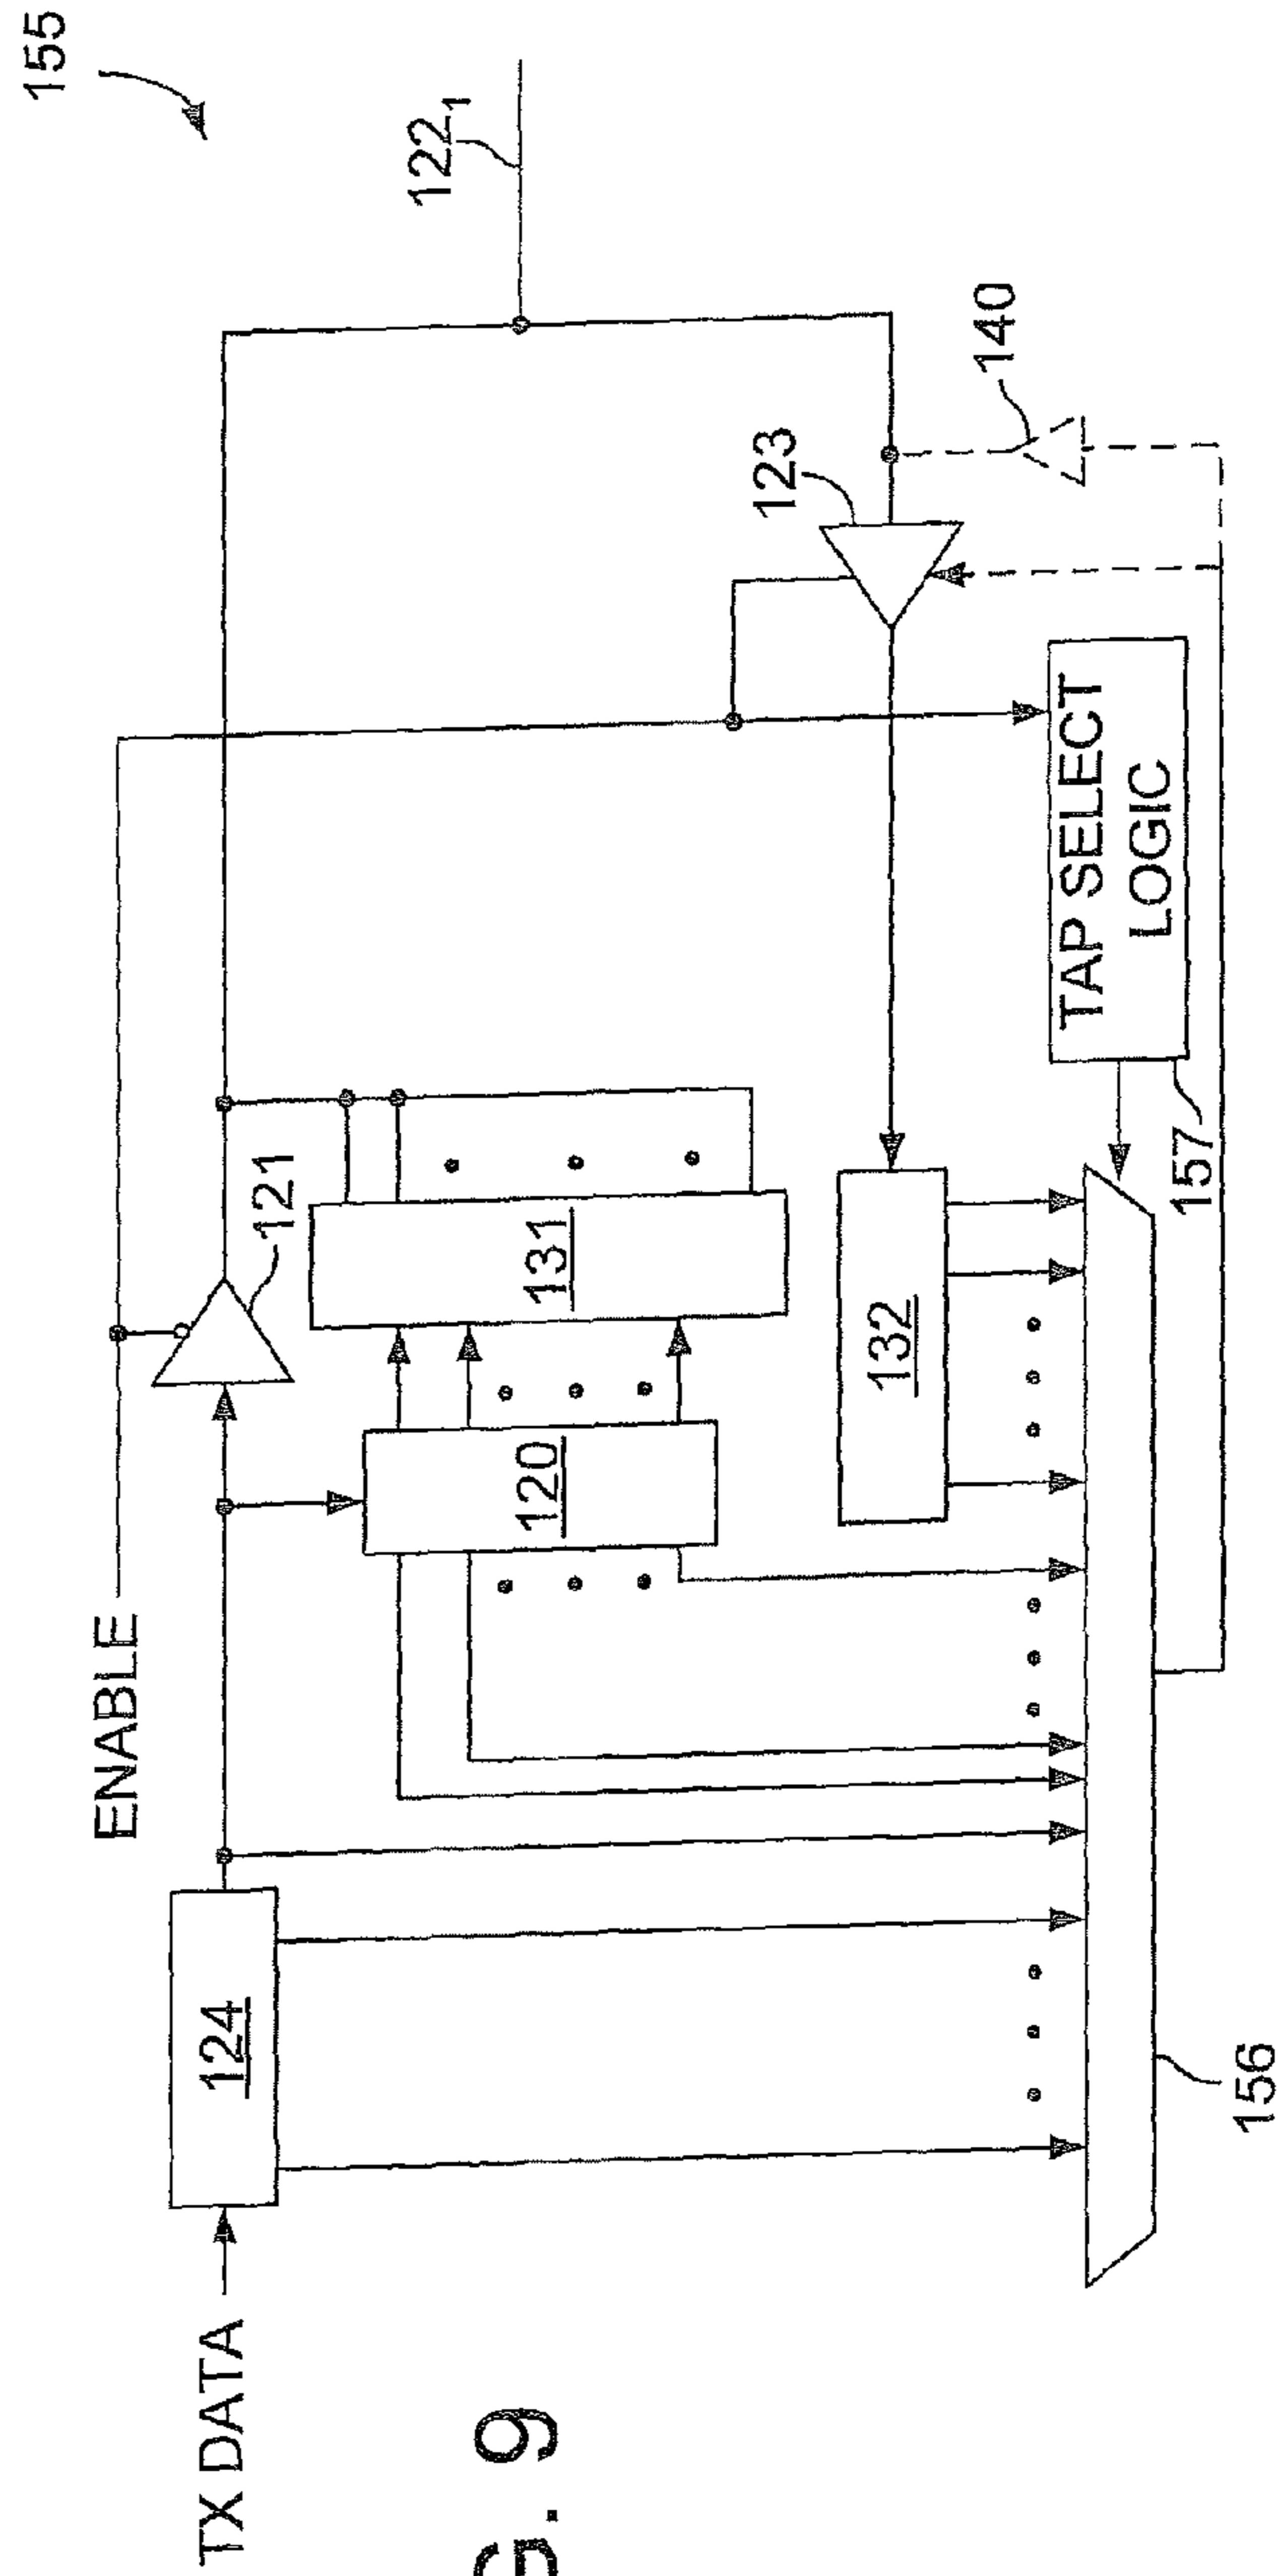 155
ENABLE
122₁
TX DATA
124
121
120
131
123
140
132
TAP SELECT
LOGIC
157
156
G. 9